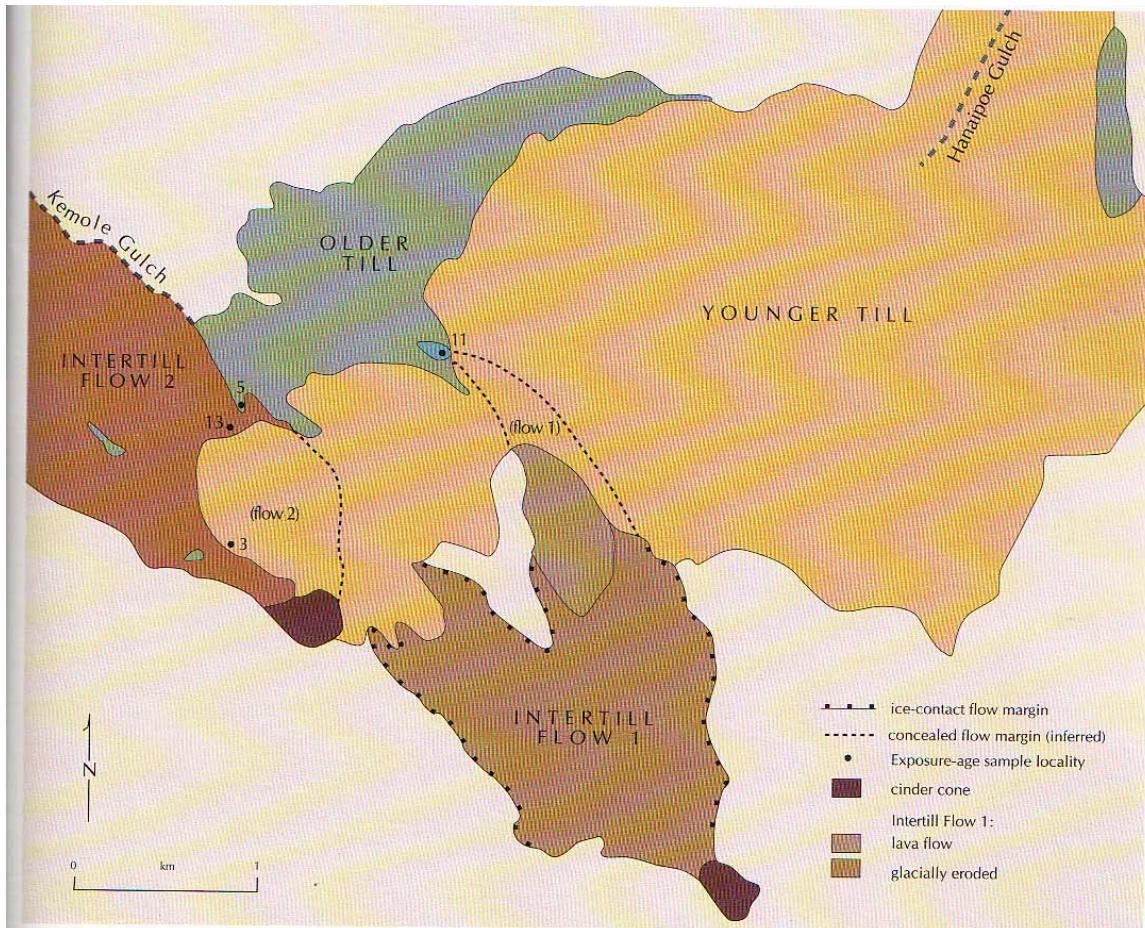 Hanaipoe Gulch
Kemole Gulch
OLDER
TILL
YOUNGER TILL
11
INTERTILL
FLOW 2
5
13
(flow 1)
(flow 2)
3
INTERTILL
FLOW 1
N
0 km 1
ice-contact flow margin
concealed flow margin (inferred)
Exposure-age sample locality
cinder cone
Intertill Flow 1:
lava flow
glacially eroded